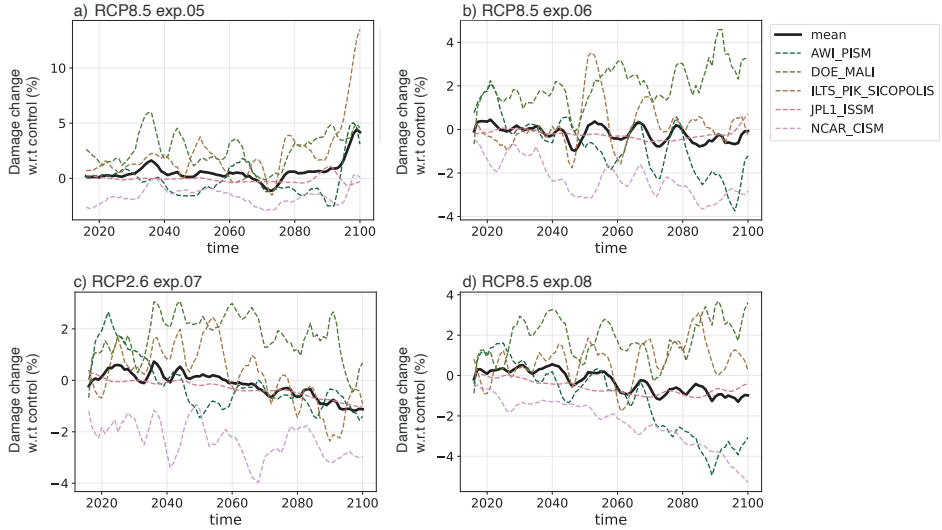 a) RCP8.5 exp.05
b) RCP8.5 exp.06
Damage change
w.r.t control (%)
10
5
0
2020
2040
2060
2080
2100
time
Damage change
w.r.t control (%)
4
2
0
−2
−4
2020
2040
2060
2080
2100
time
mean
AWI_PISM
DOE_MALI
ILTS_PIK_SICOPOLIS
JPL1_ISSM
NCAR_CISM
c) RCP2.6 exp.07
d) RCP8.5 exp.08
Damage change
w.r.t control (%)
2
0
−2
−4
2020
2040
2060
2080
2100
time
Damage change
w.r.t control (%)
4
2
0
−2
−4
2020
2040
2060
2080
2100
time